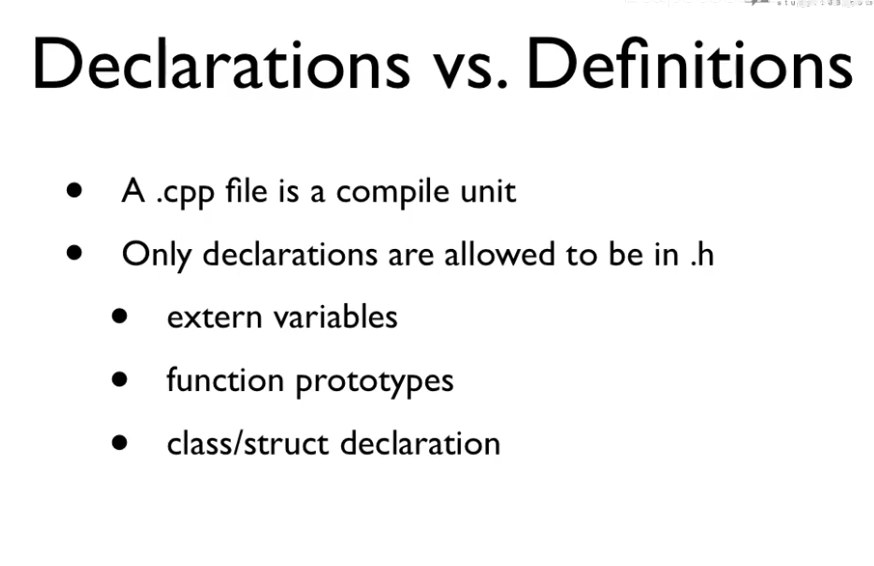 Declarations vs. Definitions
• A .cpp file is a compile unit
• Only declarations are allowed to be in .h
• extern variables
• function prototypes
• class/struct declaration